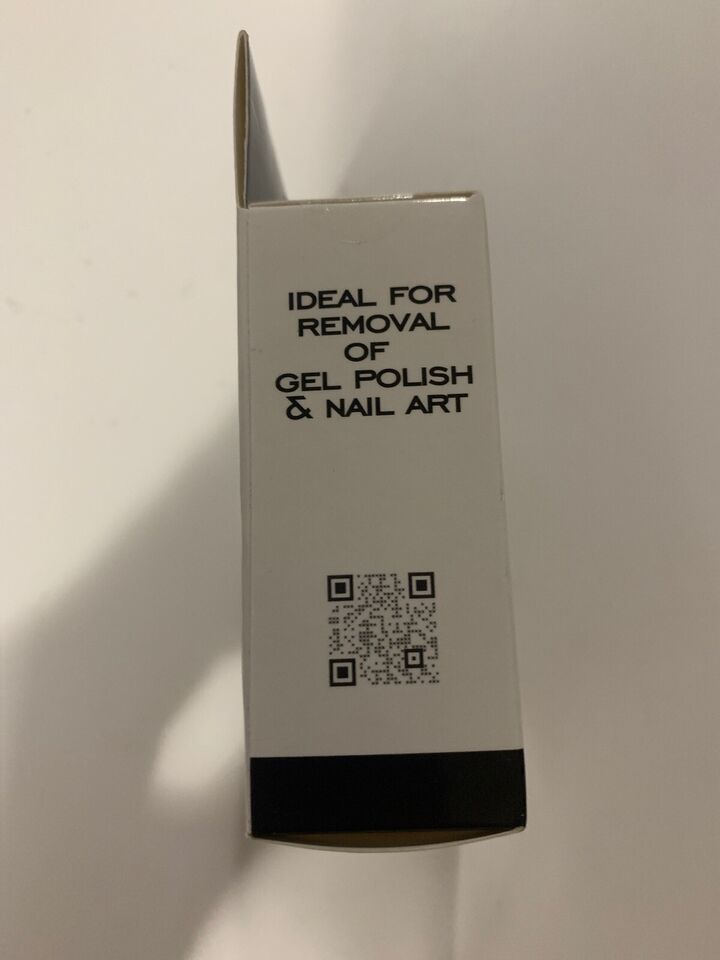 IDEAL FOR
REMOVAL
OF
GEL POLISH
& NAIL ART